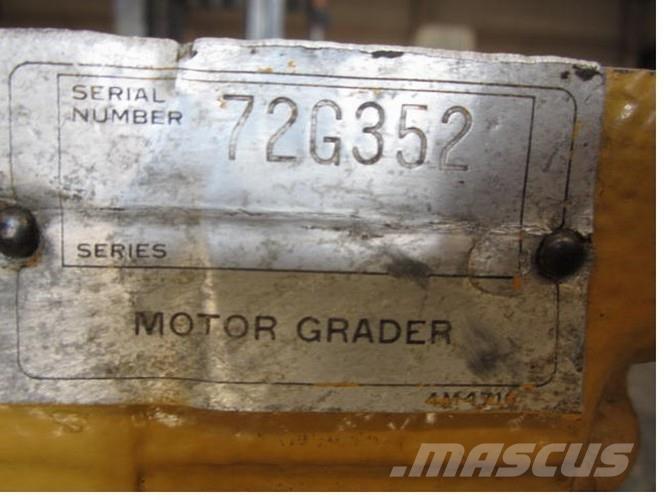 SERIAL
NUMBER 72G352
SERIES
MOTOR GRADER
MASCUS